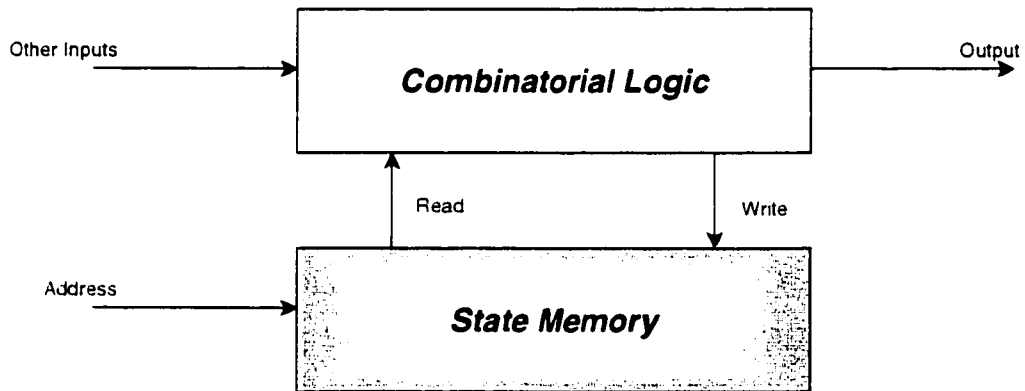 Other Inputs
Output
Combinatorial Logic
Read
Write
Address
State Memory